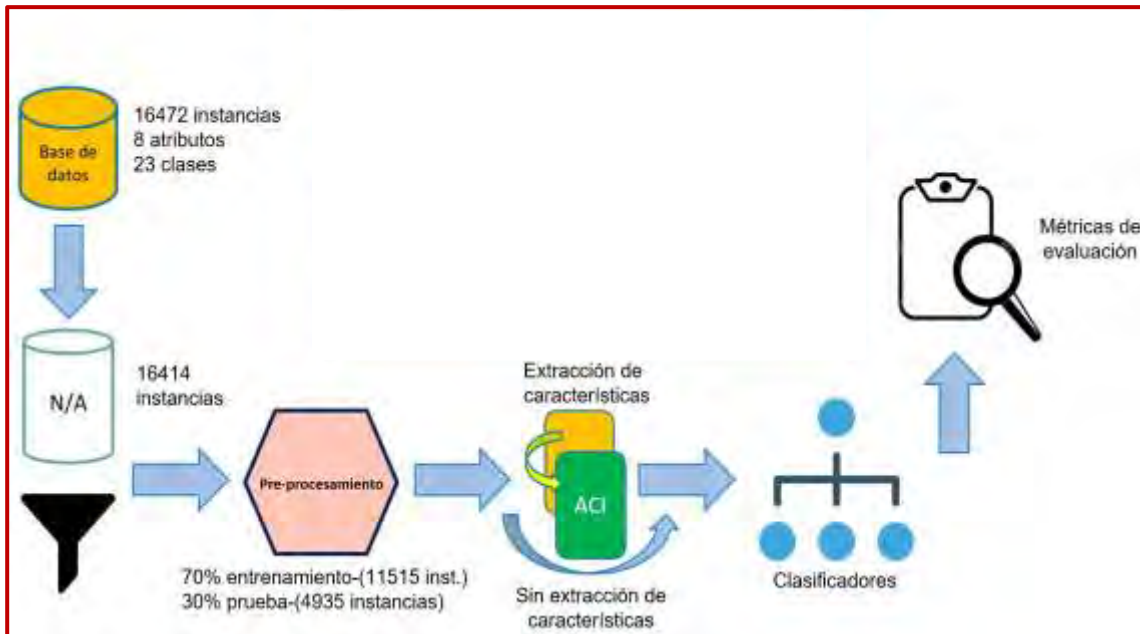 Base de
datos
16472 instancias
8 atributos
23 clases
N/A
16414
instancias
Pre-procesamiento
70% entrenamiento-(11515 inst.)
30% prueba-(4935 instancias)
Extracción de
características
ACI
Sin extracción de
características
Clasificadores
Métricas de
evaluación